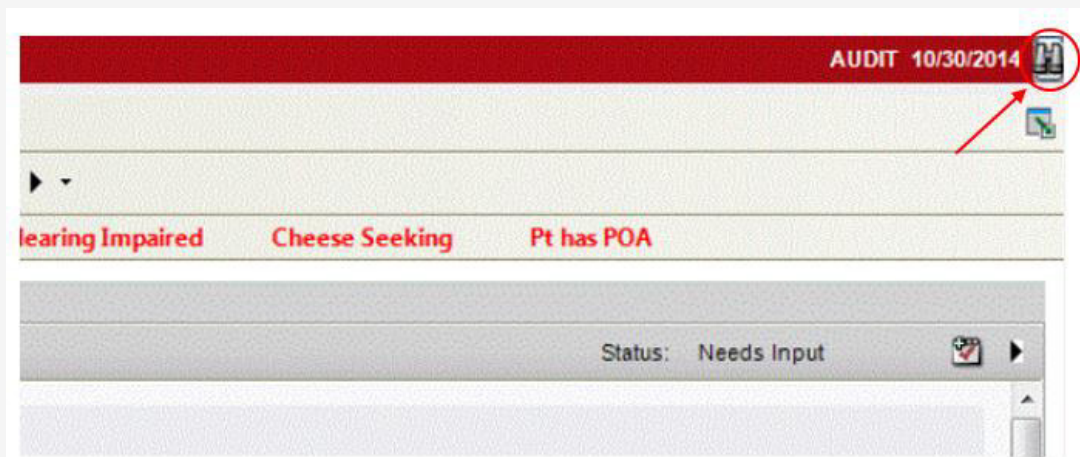 AUDIT 10/30/2014
learing Impaired Cheese Seeking Pt has POA
Status: Needs Input